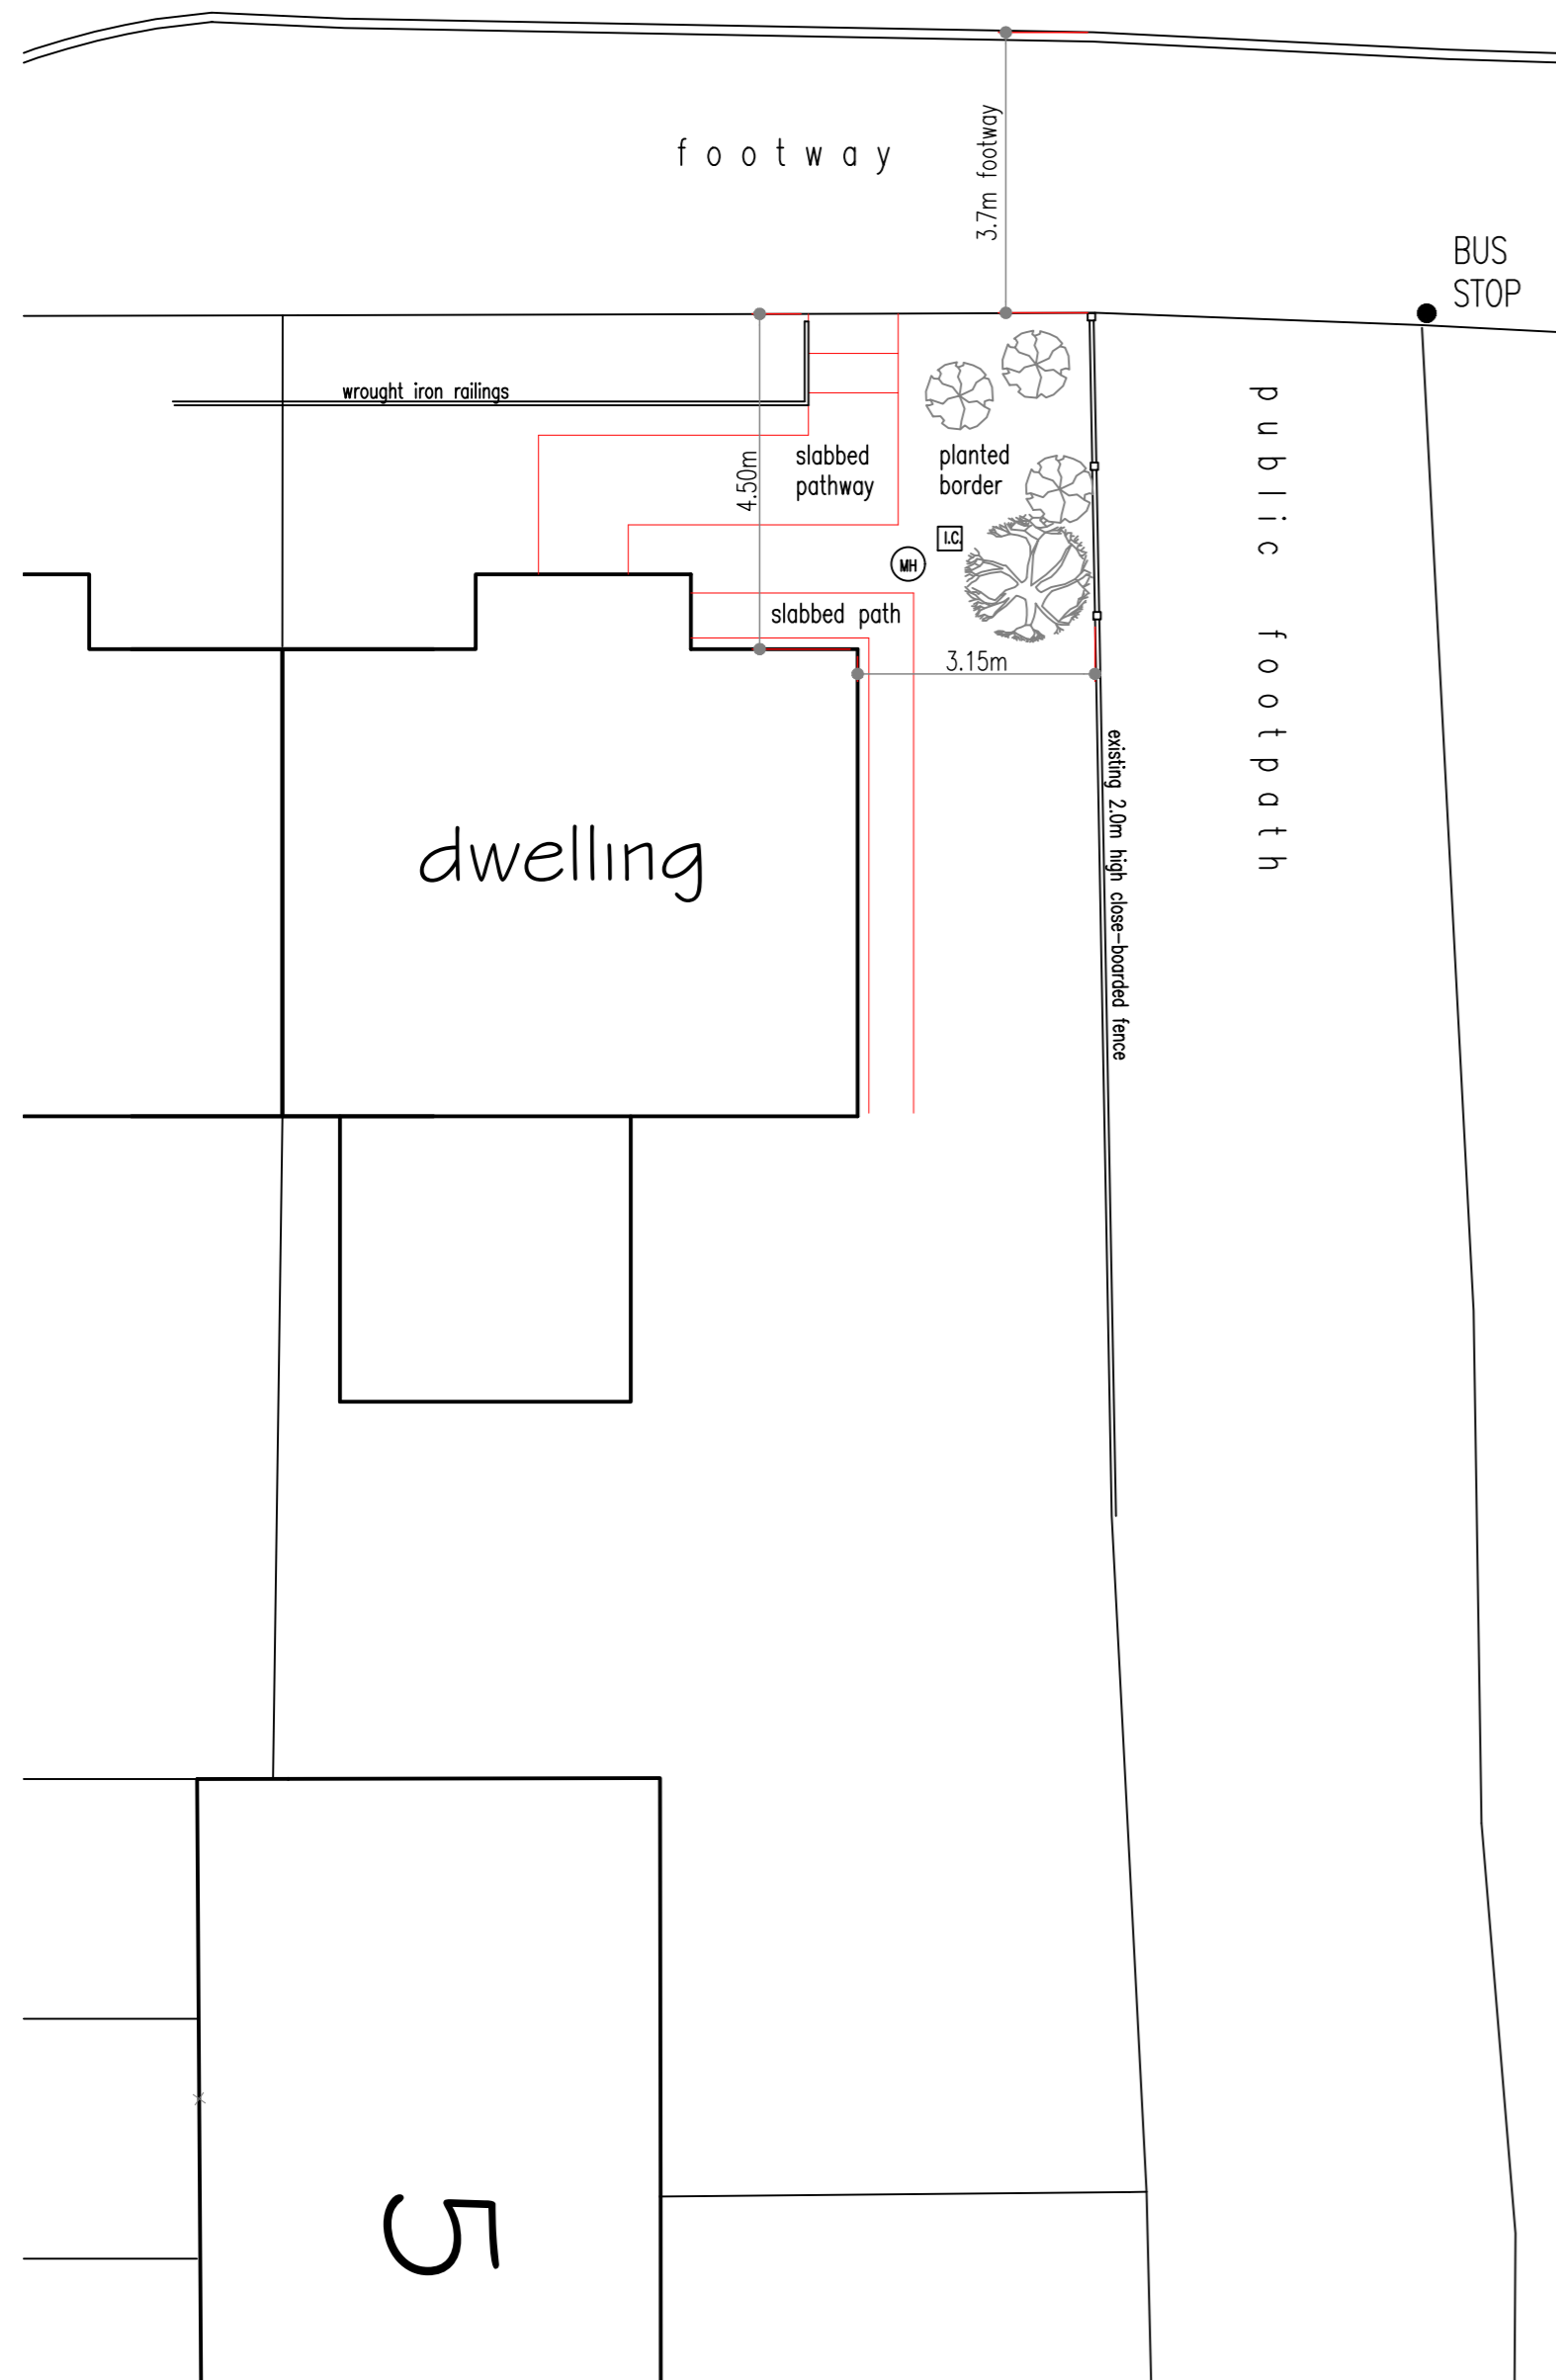 footway
3.7m footway
BUS
STOP
wrought iron railings
4.50m
slabbed
pathway
planted
border
public footpath
I.C.
MH
slabbed path
3.15m
existing 2.0m high close-boarded fence
dwelling
5